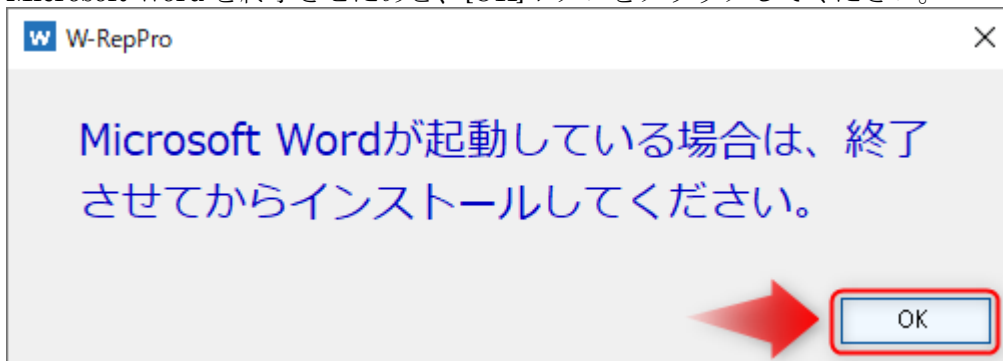 W W-RepPro
Microsoft Wordが起動している場合は、終了
させてからインストールしてください。
OK